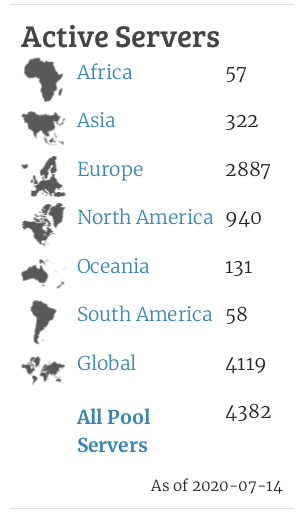 Active Servers
Africa 57
Asia 322
Europe 2887
North America 940
Oceania 131
South America 58
Global 4119
All Pool 4382
Servers
As of 2020-07-14